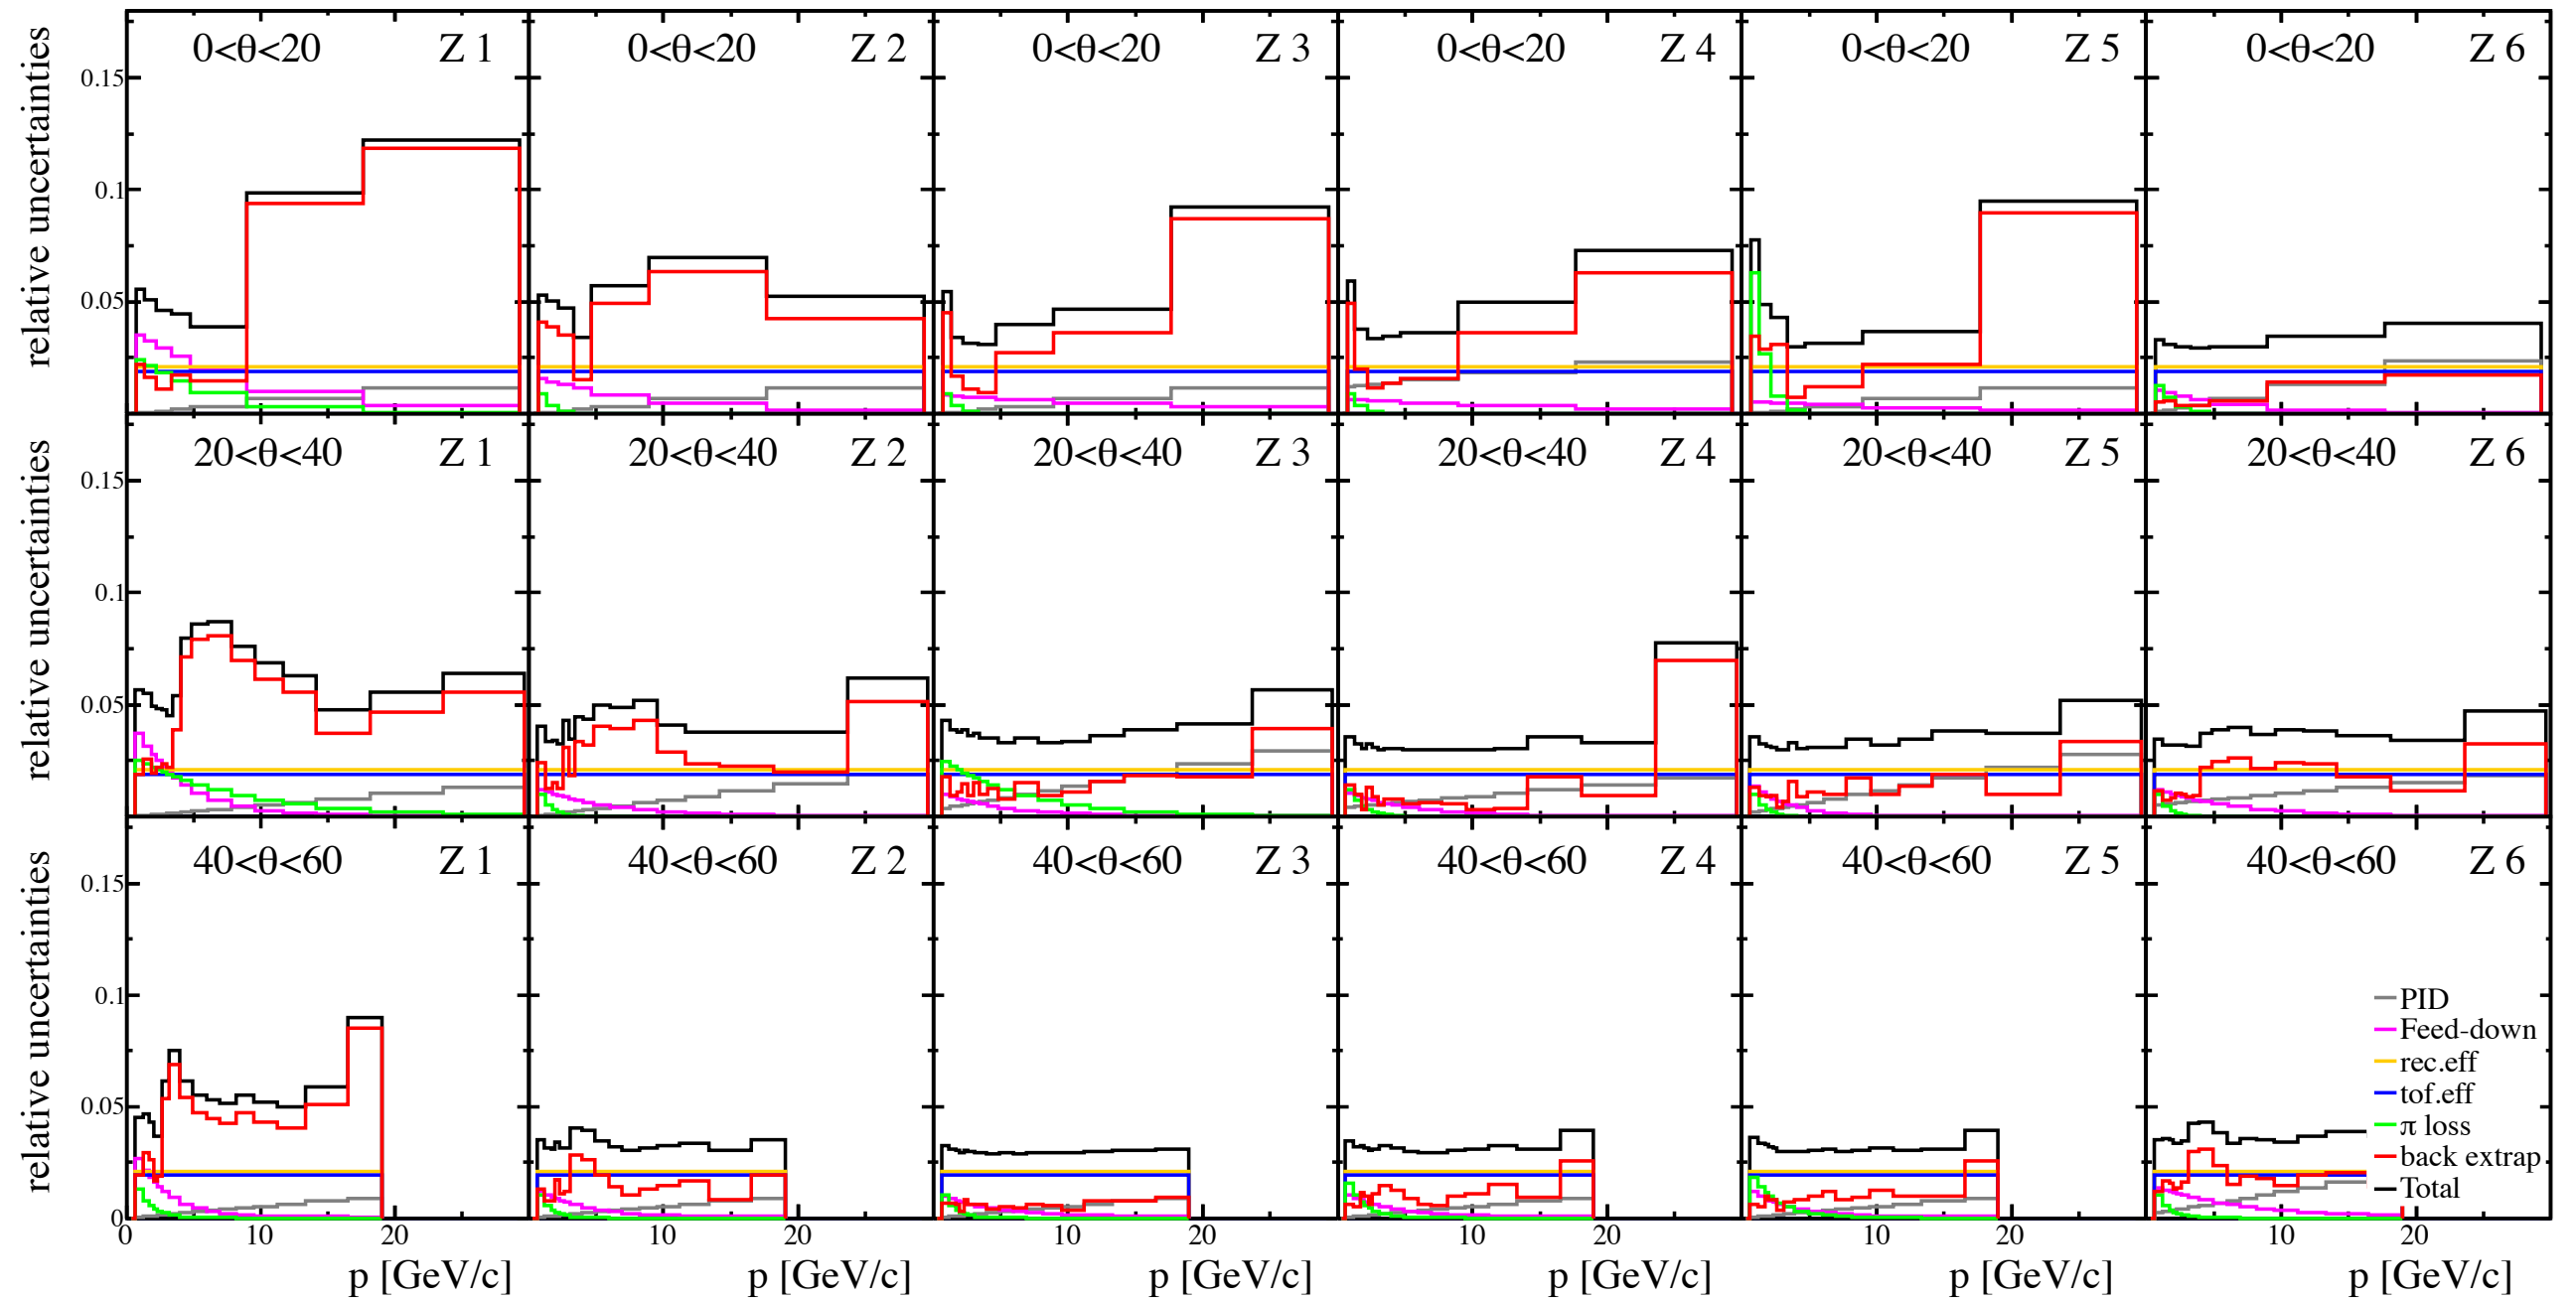 relative uncertainties
0.15
0.1
0.05
0<θ<20 Z 1
0<θ<20 Z 2
0<θ<20 Z 3
0<θ<20 Z 4
0<θ<20 Z 5
0<θ<20 Z 6
relative uncertainties
0.15
0.1
0.05
20<θ<40 Z 1
20<θ<40 Z 2
20<θ<40 Z 3
20<θ<40 Z 4
20<θ<40 Z 5
20<θ<40 Z 6
relative uncertainties
0.15
0.1
0.05
0
40<θ<60 Z 1
40<θ<60 Z 2
40<θ<60 Z 3
40<θ<60 Z 4
40<θ<60 Z 5
40<θ<60 Z 6
PID
Feed-down
rec.eff
tof.eff
π loss
back extrap.
Total
0 10 20 10 20 10 20 10 20 10 20 10 20
p [GeV/c] p [GeV/c] p [GeV/c] p [GeV/c] p [GeV/c] p [GeV/c]